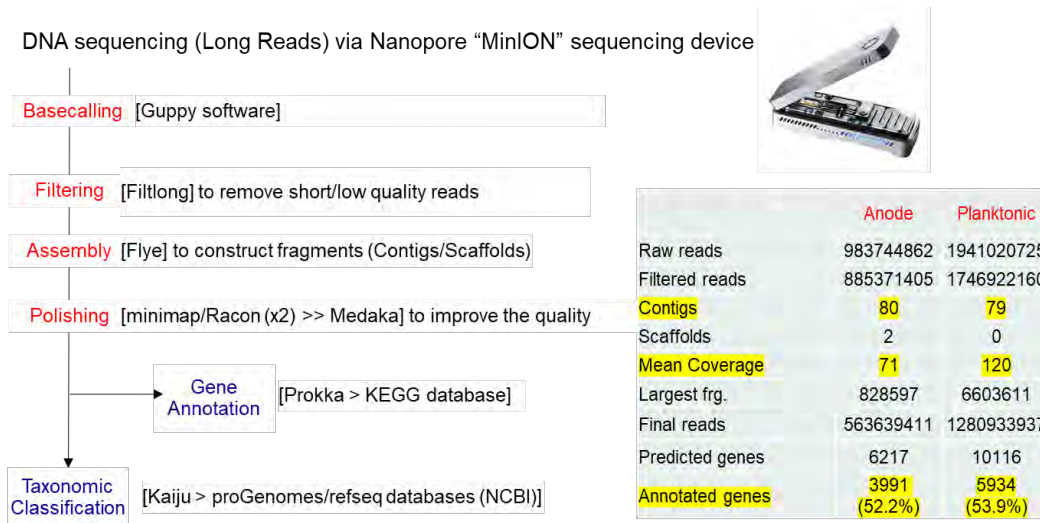 DNA sequencing (Long Reads) via Nanopore “MinION” sequencing device
Basecalling [Guppy software]
Filtering [Filtlong] to remove short/low quality reads
Assembly [Flye] to construct fragments (Contigs/Scaffolds)
Polishing [minimap/Racon (x2) >> Medaka] to improve the quality
Gene
Annotation
[Prokka > KEGG database]
Taxonomic
Classification
[Kaiju > proGenomes/refseq databases (NCBI)]
Anode Planktonic
Raw reads 983744862 1941020725
Filtered reads 885371405 1746922160
Contigs 80 79
Scaffolds 2 0
Mean Coverage 71 120
Largest frg. 828597 6603611
Final reads 563639411 1280933937
Predicted genes 6217 10116
Annotated genes 3991 (52.2%) 5934 (53.9%)